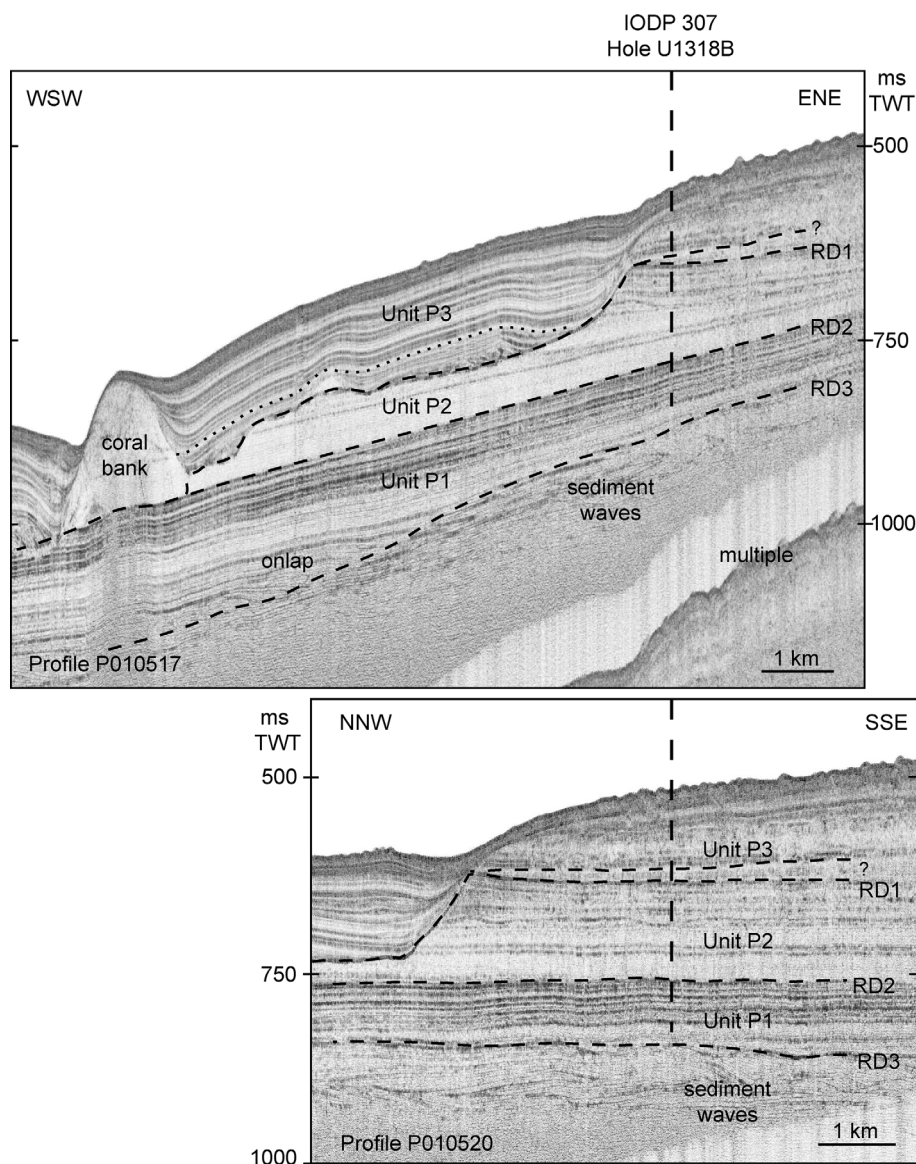 IODP 307
Hole U1318B
WSW
ENE
ms
TWT
500
?
RD1
Unit P3
RD2
750
RD3
Unit P2
coral
bank
Unit P1
sediment
waves
1000
onlap
multiple
Profile P010517
1 km
ms
TWT
NNW
SSE
500
Unit P3
?
RD1
Unit P2
750
RD2
Unit P1
RD3
sediment
waves
Profile P010520
1 km
1000